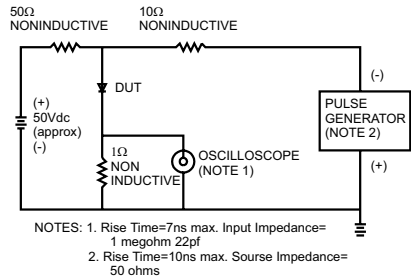 50Ω
NONINDUCTIVE
10Ω
NONINDUCTIVE
(-)
DUT
(+)
50Vdc
(approx)
(-)
PULSE
GENERATOR
(NOTE 2)
1Ω
NON
INDUCTIVE
OSCILLOSCOPE
(NOTE 1)
(+)
NOTES: 1. Rise Time=7ns max. Input Impedance=
1 megohm 22pf
2. Rise Time=10ns max. Sourse Impedance=
50 ohms